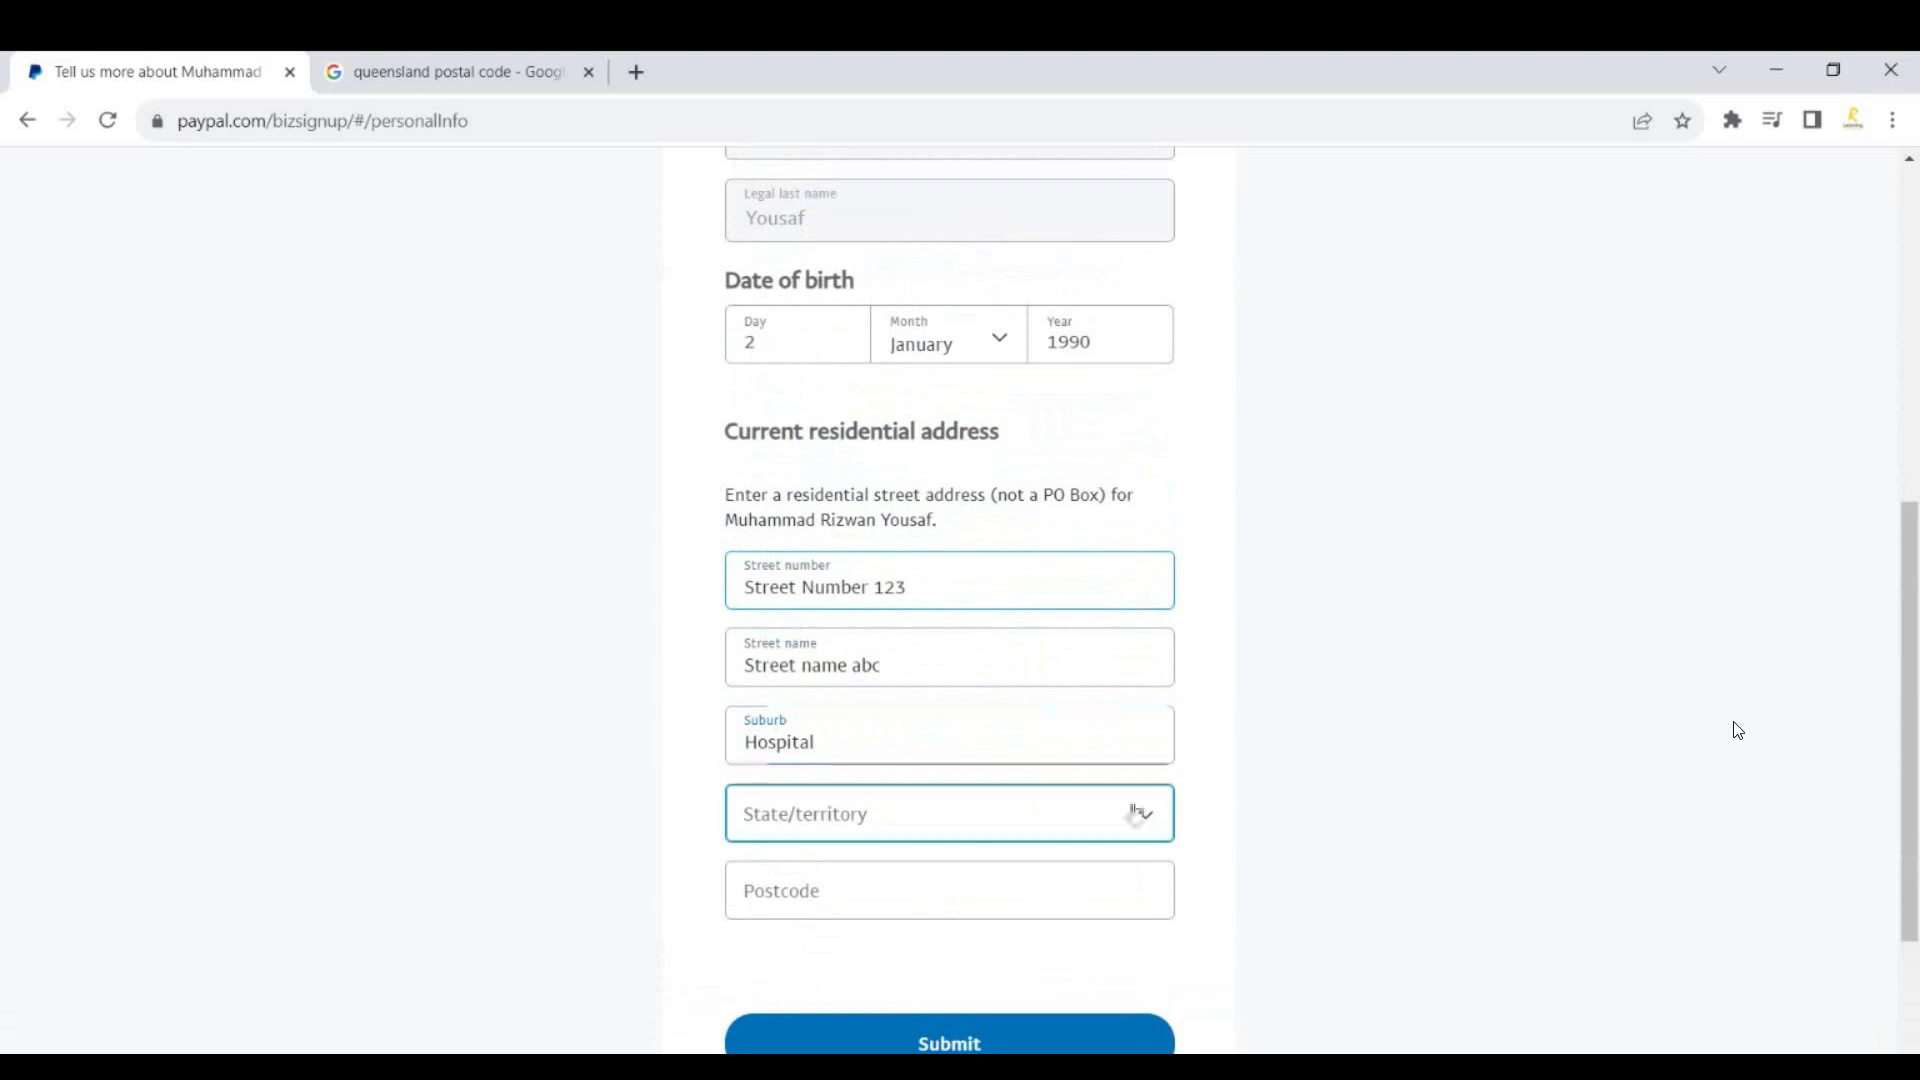 Tell us more about Muhammad
queensland postal code - Goog
paypal.com/bizsignup/#/personalInfo
Legal last name
Yousaf
Date of birth
Day
2
Month
January
Year
1990
Current residential address
Enter a residential street address (not a PO Box) for
Muhammad Rizwan Yousaf.
Street number
Street Number 123
Street name
Street name abc
Suburb
Hospital
State/territory
Postcode
Submit